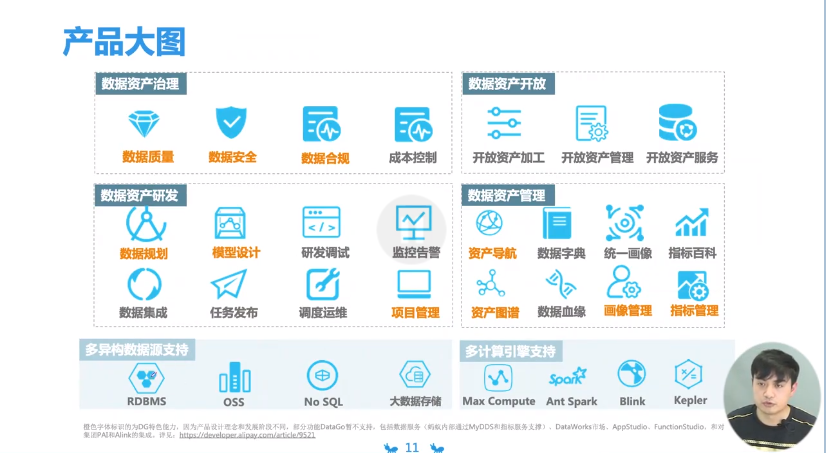 产品大图
数据资产治理
数据质量 数据安全 数据合规 成本控制
数据资产开放
开放资产加工 开放资产管理 开放资产服务
数据资产研发
数据规划 模型设计 研发调试 监控告警
数据集成 任务发布 调度运维 项目管理
数据资产管理
资产导航 数据字典 统一画像 指标百科
资产图谱 数据血缘 画像管理 指标管理
多异构数据源支持
RDBMS OSS No SQL 大数据存储
多计算引擎支持
Max Compute Spark Ant Spark Blink Kepler
橙色字体标识的为DG特色能力，因为产品设计理念和发展阶段不同，部分功能DataGo暂不支持，包括数据服务（蚂蚁内部通过MyDDS和指标服务支撑）、DataWorks市场、AppStudio、FunctionStudio、和对
集团PAI和Alink的集成。详见：https://developer.alipay.com/article/9521
11